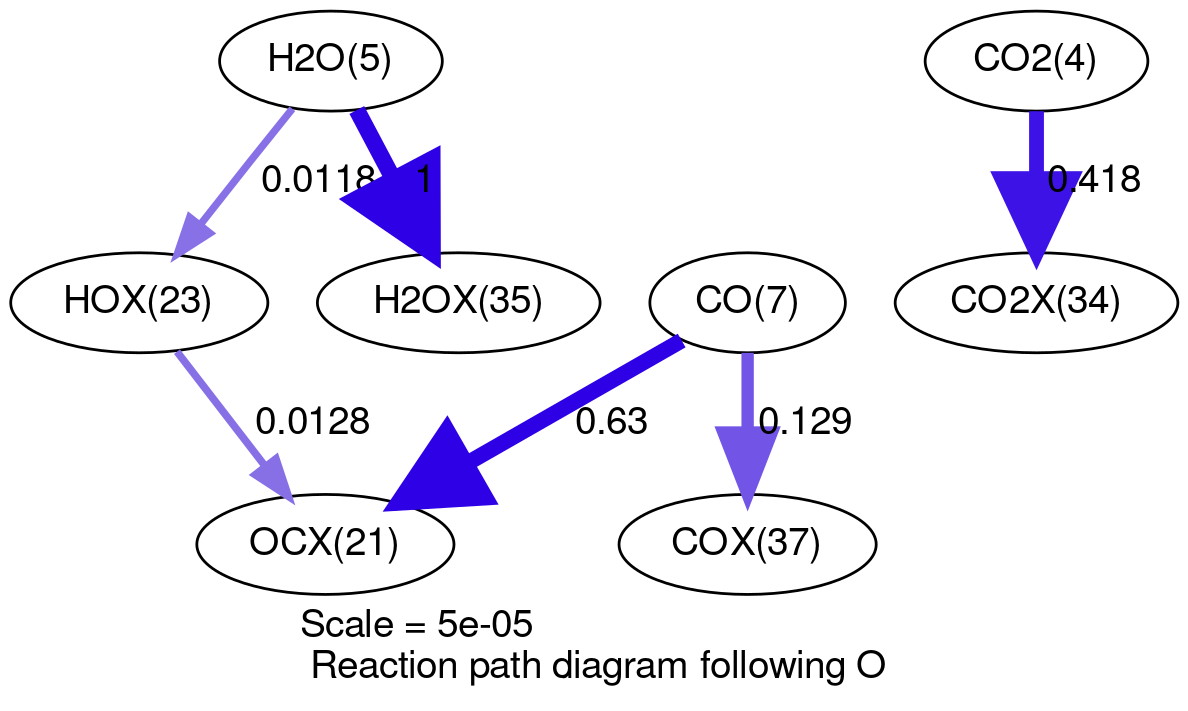 H2O(5)
CO2(4)
0.0118
1
0.418
HOX(23)
H2OX(35)
CO(7)
CO2X(34)
0.0128
0.63
0.129
OCX(21)
COX(37)
Scale = 5e-05
Reaction path diagram following O